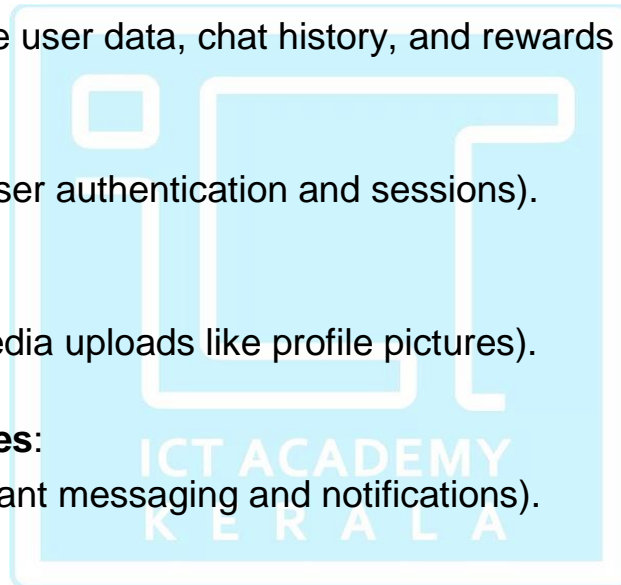 e user data, chat history, and rewards
ser authentication and sessions).
edia uploads like profile pictures).
es:
ant messaging and notifications).
ICT ACADEMY
KERALA